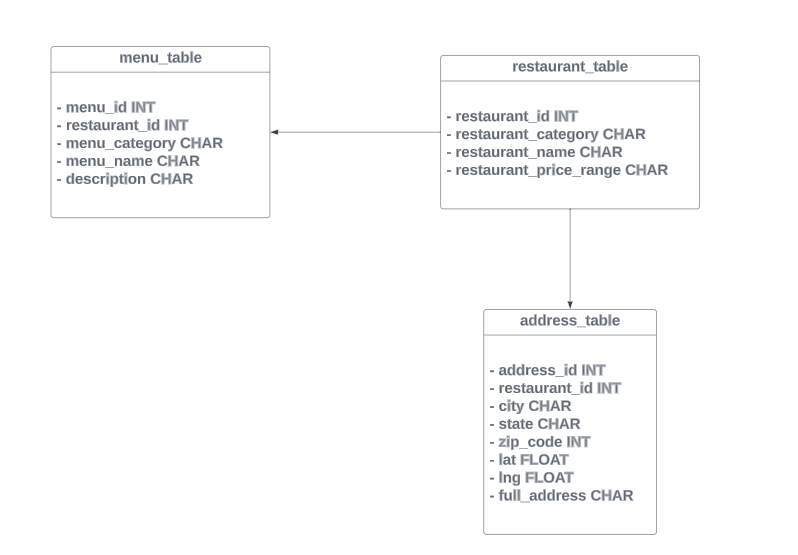 menu_table
- menu_id INT
- restaurant_id INT
- menu_category CHAR
- menu_name CHAR
- description CHAR
restaurant_table
- restaurant_id INT
- restaurant_category CHAR
- restaurant_name CHAR
- restaurant_price_range CHAR
address_table
- address_id INT
- restaurant_id INT
- city CHAR
- state CHAR
- zip_code INT
- lat FLOAT
- lng FLOAT
- full_address CHAR